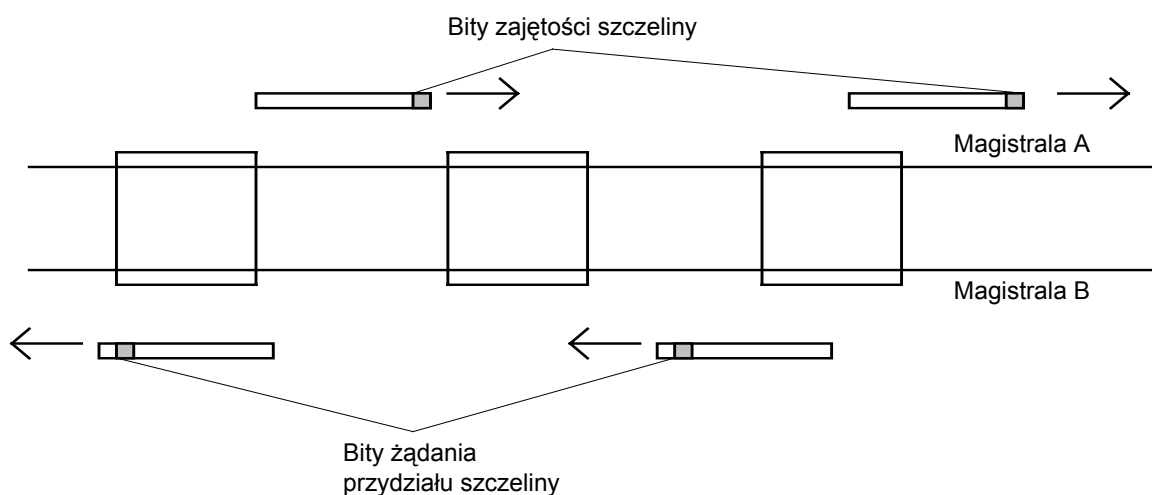 Bity zajętości szczeliny
Magistrala A
Magistrala B
Bity żądania
przydziału szczeliny